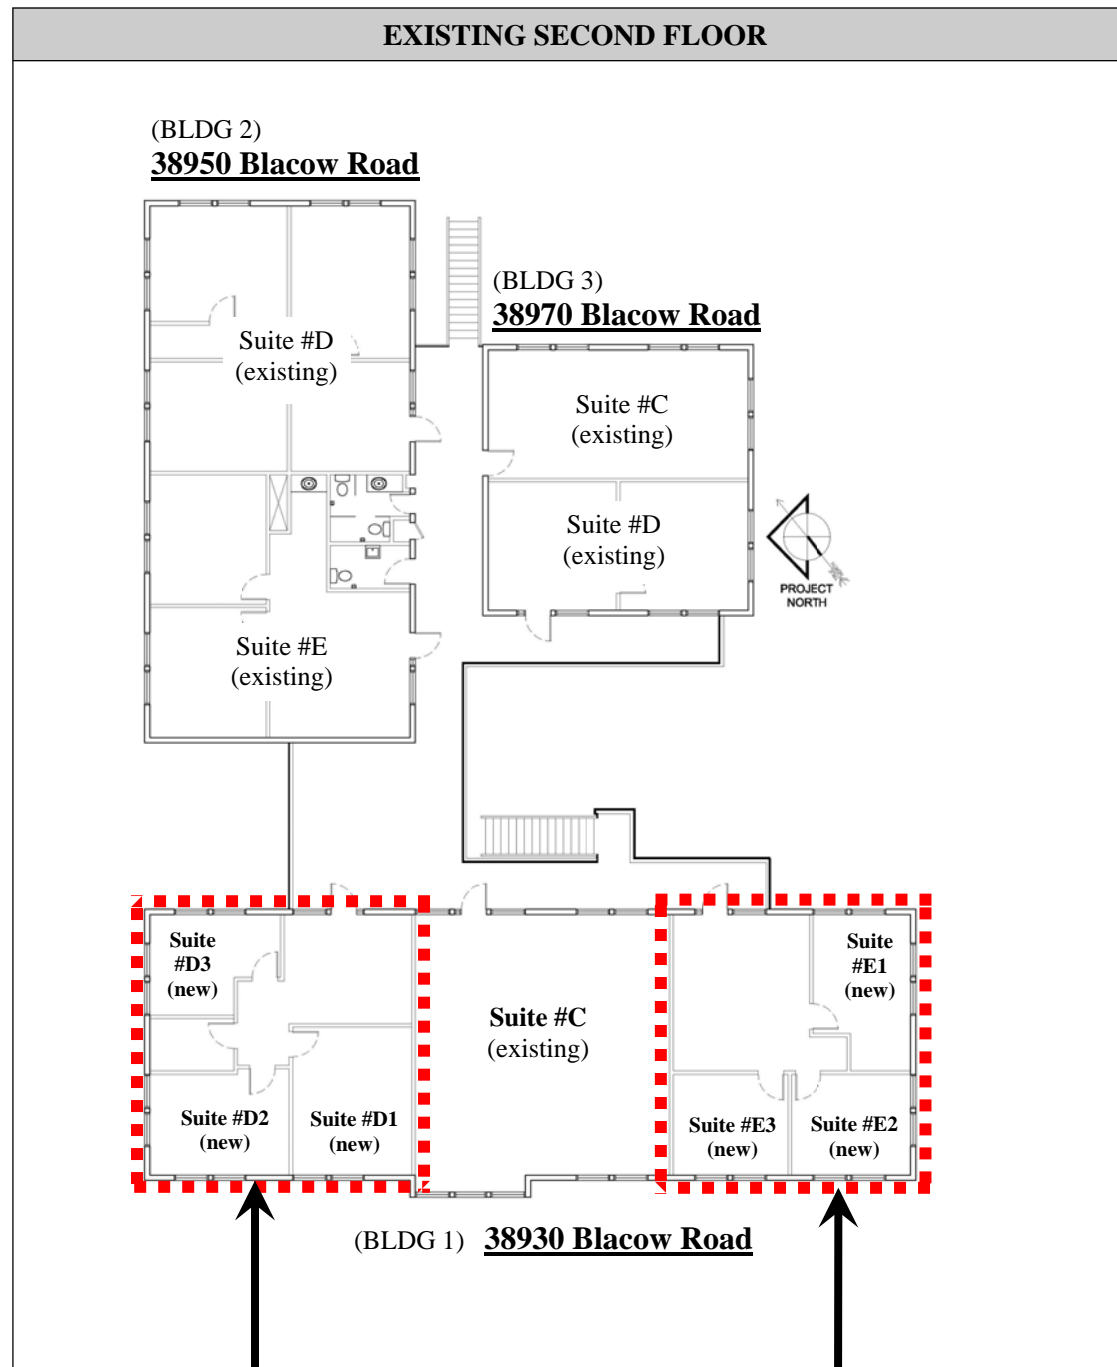 EXISTING SECOND FLOOR
(BLDG 2)
38950 Blacow Road
(BLDG 3)
38970 Blacow Road
Suite #D
(existing)
Suite #C
(existing)
Suite #D
(existing)
PROJECT
NORTH
Suite #E
(existing)
Suite
#D3
(new)
Suite
#E1
(new)
Suite #C
(existing)
Suite #D2
(new)
Suite #D1
(new)
Suite #E3
(new)
Suite #E2
(new)
(BLDG 1) 38930 Blacow Road